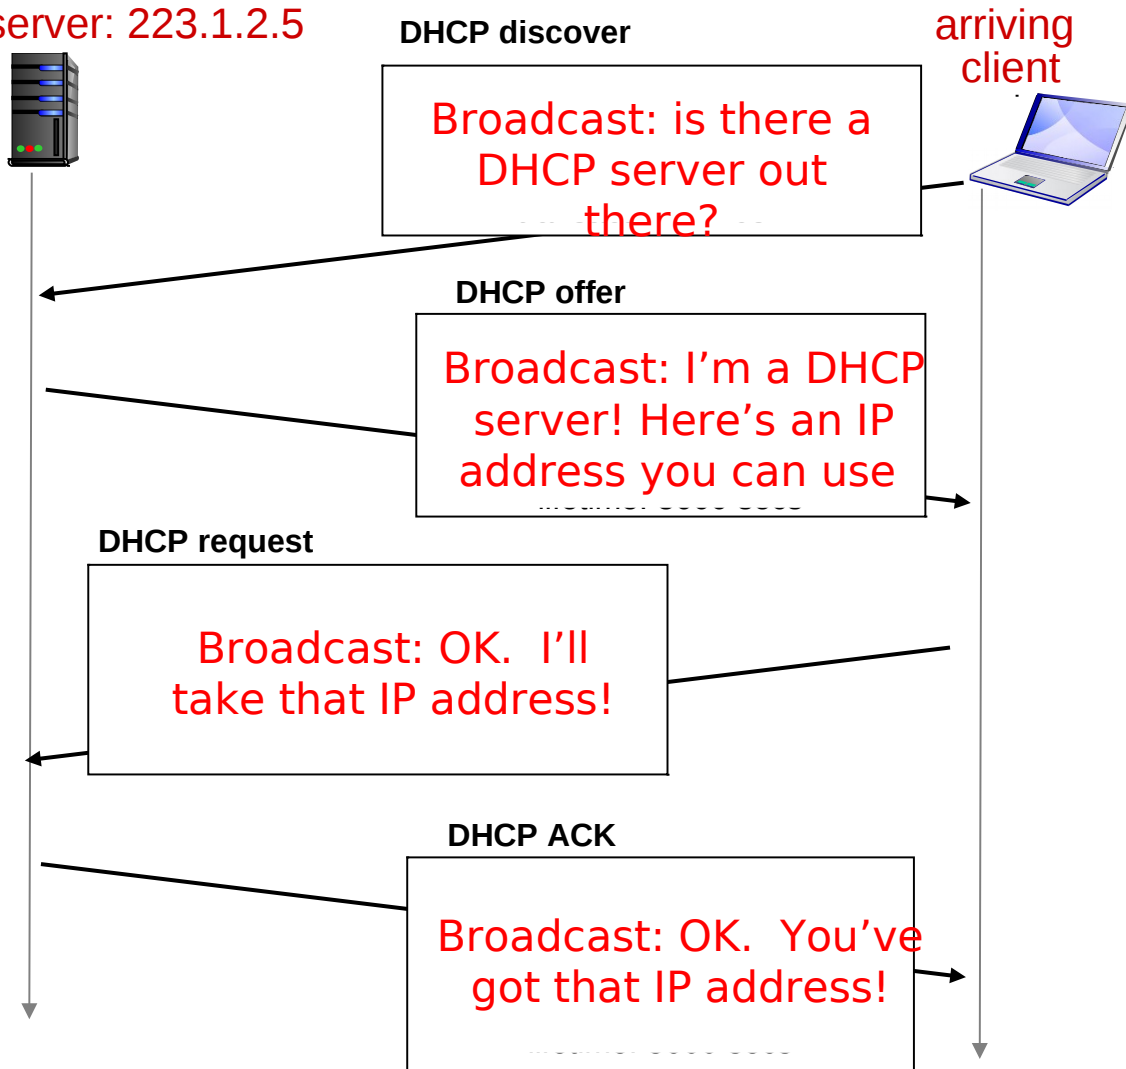 server: 223.1.2.5
DHCP discover
arriving
client
Broadcast: is there a
DHCP server out
there?
DHCP offer
Broadcast: I’m a DHCP
server! Here’s an IP
address you can use
DHCP request
Broadcast: OK.  I’ll
take that IP address!
DHCP ACK
Broadcast: OK.  You’ve
got that IP address!